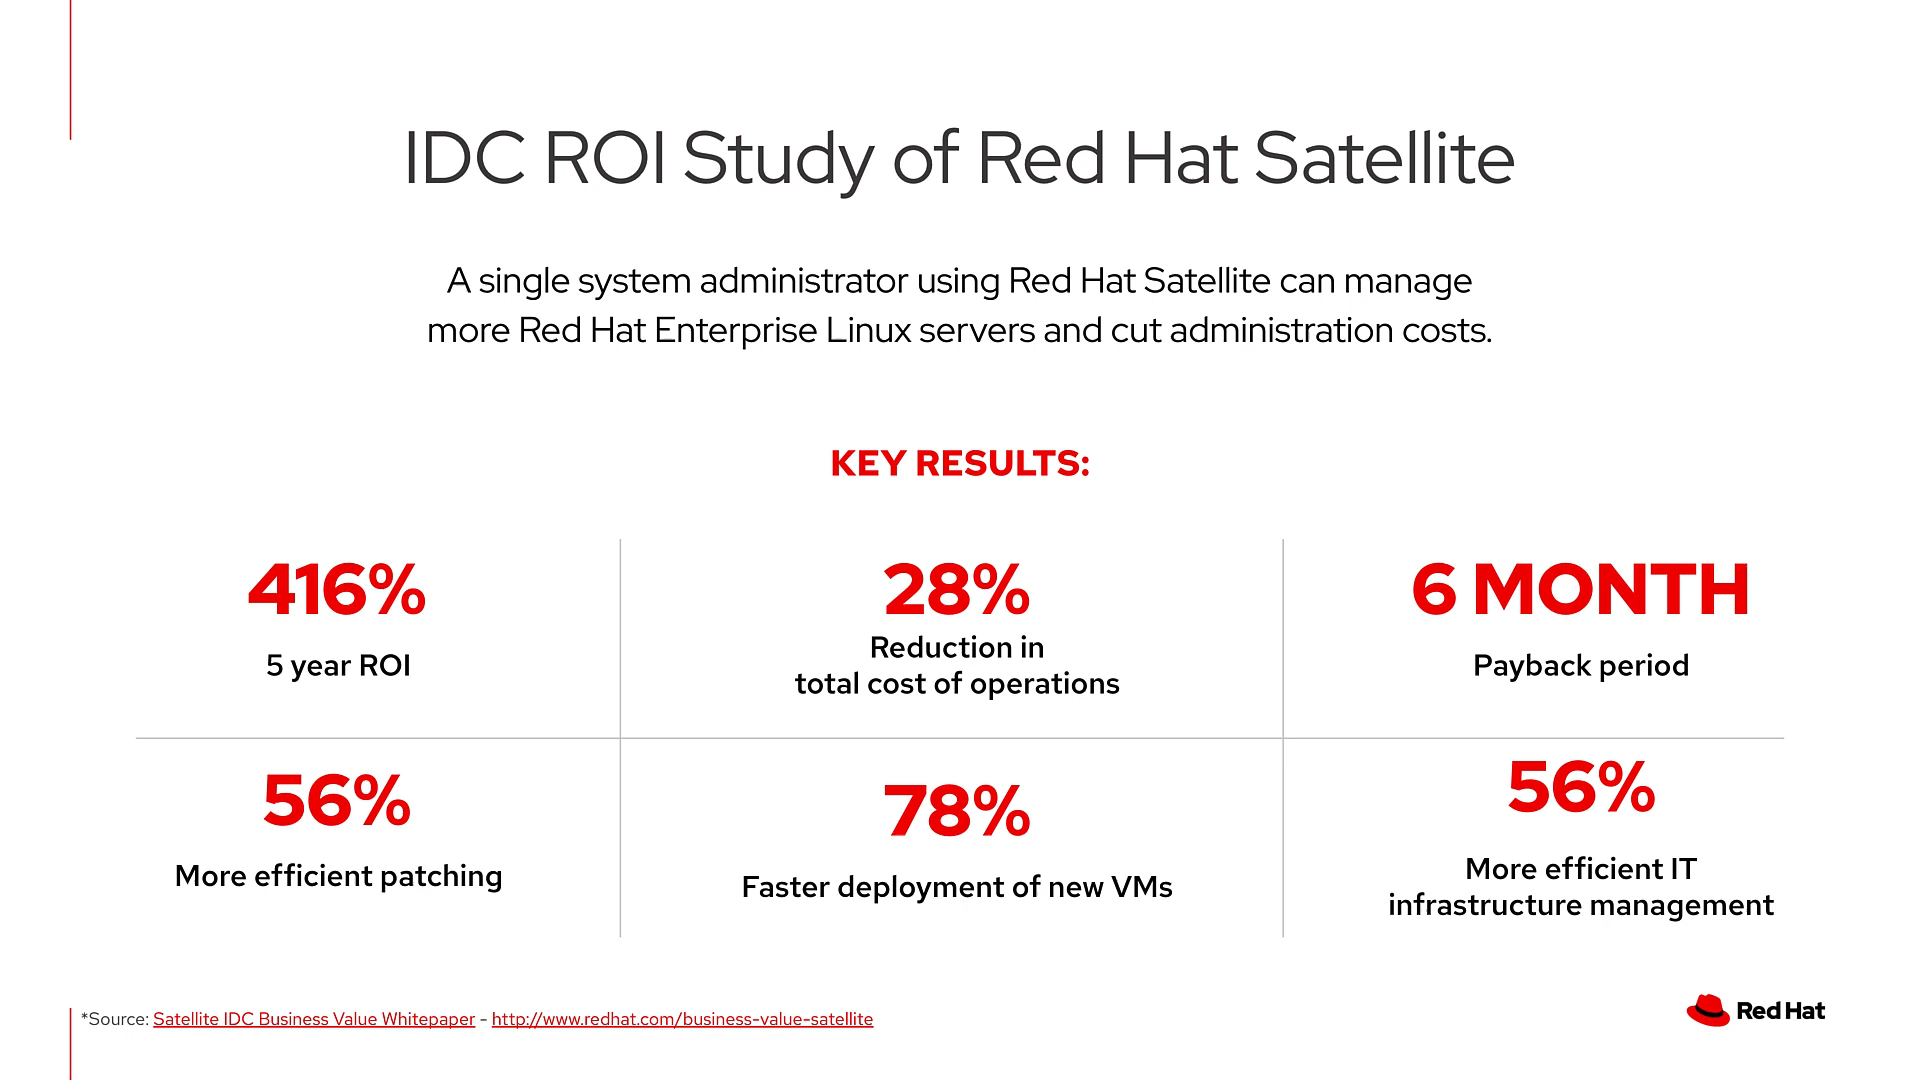 IDC ROI Study of Red Hat Satellite
A single system administrator using Red Hat Satellite can manage
more Red Hat Enterprise Linux servers and cut administration costs.
KEY RESULTS:
416%
5 year ROI
28%
Reduction in
total cost of operations
6 MONTH
Payback period
56%
More efficient patching
78%
Faster deployment of new VMs
56%
More efficient IT
infrastructure management
*Source: Satellite IDC Business Value Whitepaper - http://www.redhat.com/business-value-satellite
Red Hat